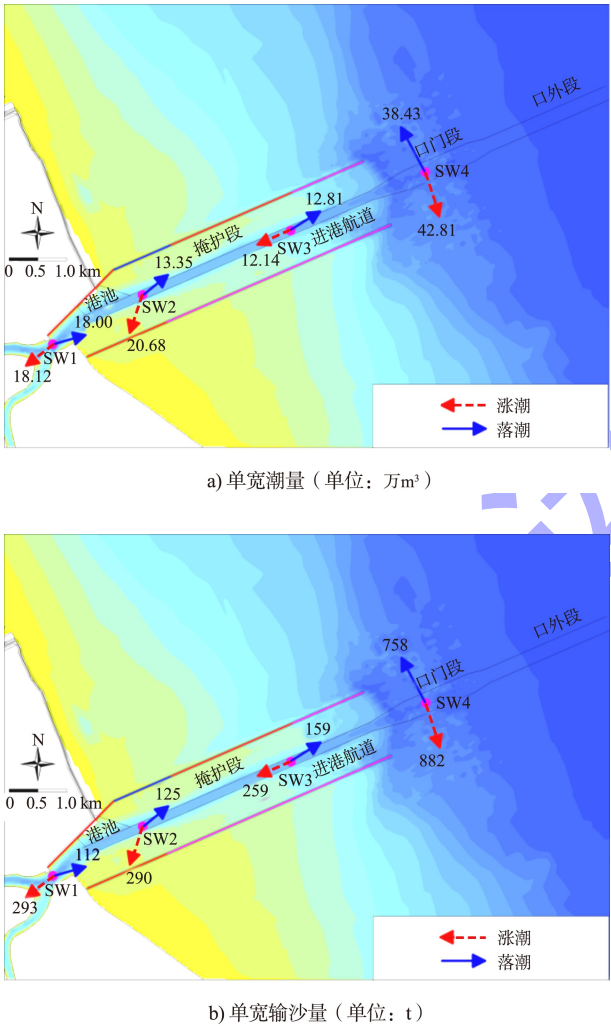 口外段
38.43
口门段
SW4
12.81
42.81
N
掩护段
进港航道
SW3
12.14
13.35
0 0.5 1.0 km
港池
SW2
18.00
20.68
SW1
18.12
涨潮
落潮
a) 单宽潮量（单位：万m³）
口外段
758
口门段
SW4
159
882
N
掩护段
进港航道
SW3
259
125
0 0.5 1.0 km
港池
SW2
112
290
SW1
293
涨潮
落潮
b) 单宽输沙量（单位：t）